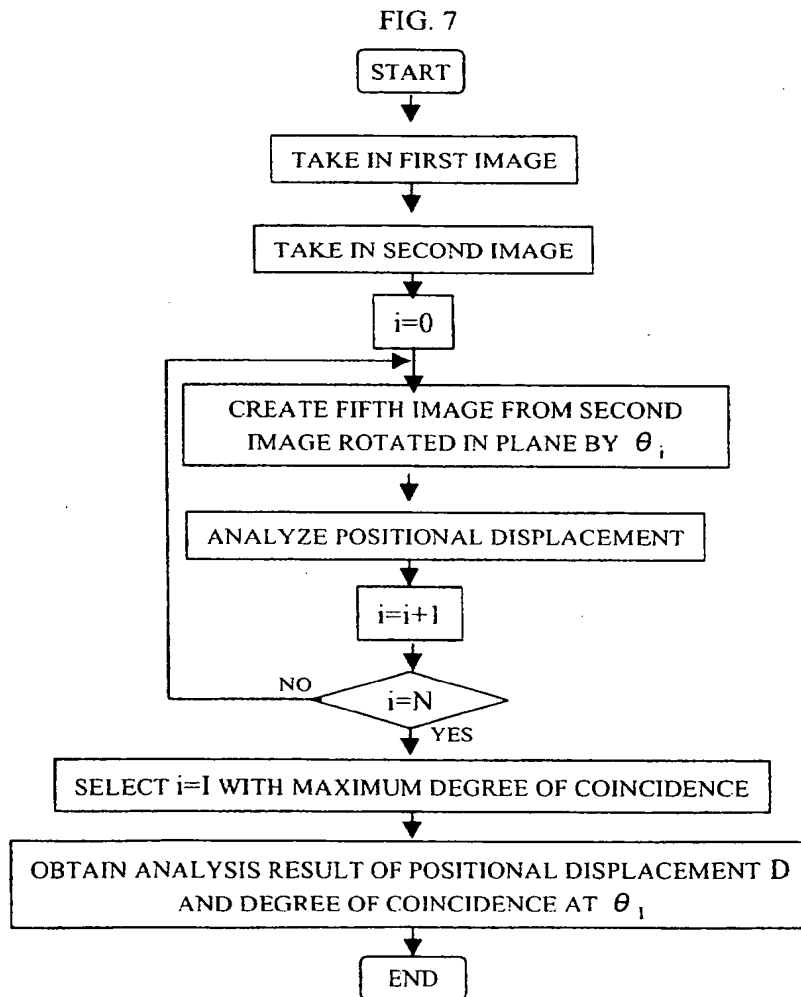 FIG. 7
START
TAKE IN FIRST IMAGE
TAKE IN SECOND IMAGE
i=0
CREATE FIFTH IMAGE FROM SECOND
IMAGE ROTATED IN PLANE BY θi
ANALYZE POSITIONAL DISPLACEMENT
i=i+1
NO
i=N
YES
SELECT i=I WITH MAXIMUM DEGREE OF COINCIDENCE
OBTAIN ANALYSIS RESULT OF POSITIONAL DISPLACEMENT D
AND DEGREE OF COINCIDENCE AT θI
END